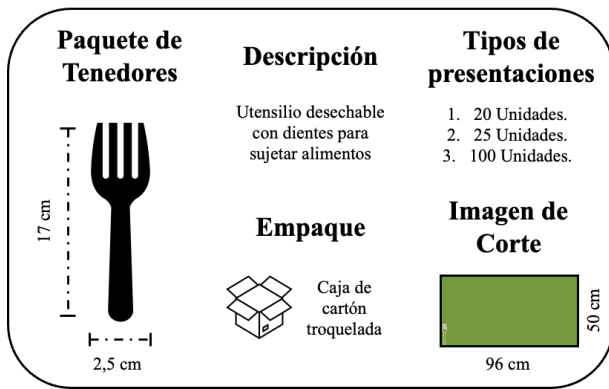 Paquete de
Tenedores
17 cm
2,5 cm
Descripción
Utensilio desechable
con dientes para
sujetar alimentos
Empaque
Caja de
cartón
troquelada
Tipos de
presentaciones
1. 20 Unidades.
2. 25 Unidades.
3. 100 Unidades.
Imagen de
Corte
50 cm
96 cm